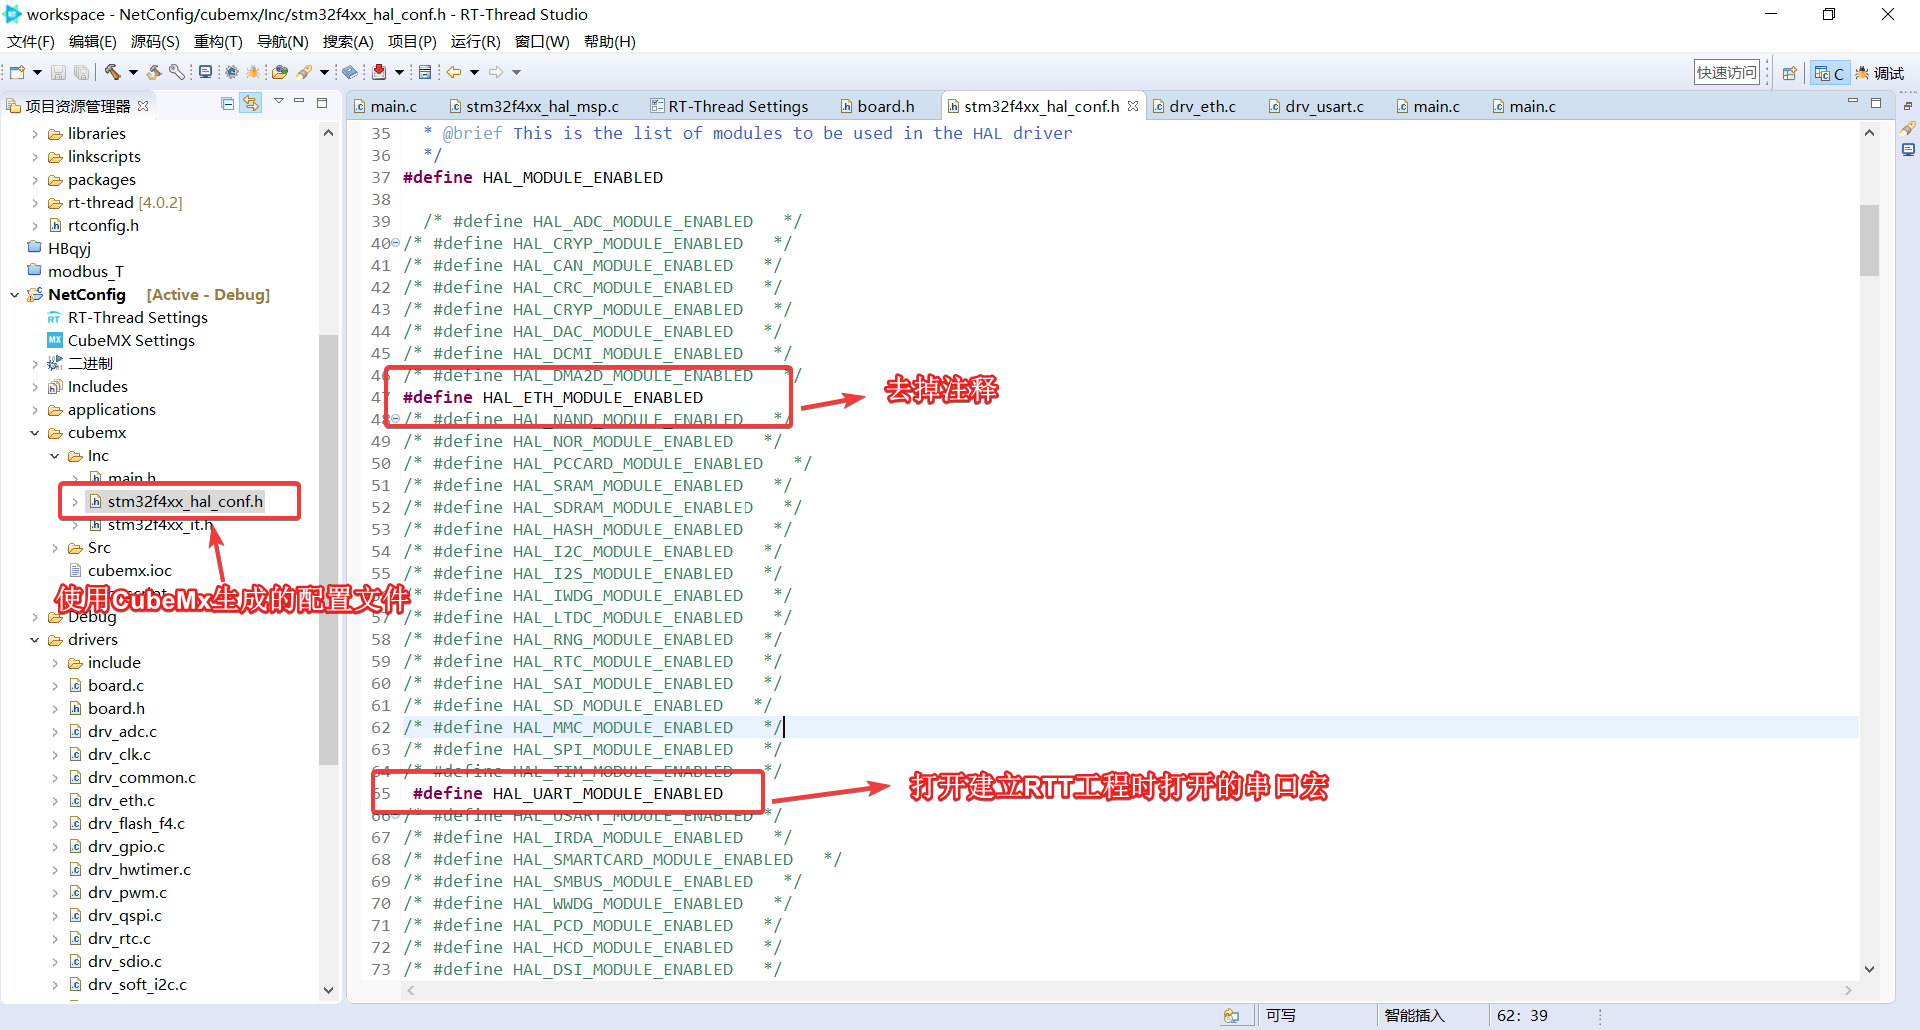 workspace - NetConfig/cubemx/Inc/stm32f4xx_hal_conf.h - RT-Thread Studio
文件(F) 编辑(E) 源码(S) 重构(T) 导航(N) 搜索(A) 项目(P) 运行(R) 窗口(W) 帮助(H)
快速访问 C 调试
项目资源管理器
libraries
linkscripts
packages
rt-thread [4.0.2]
rtconfig.h
HBqyj
modbus_T
NetConfig [Active - Debug]
RT-Thread Settings
CubeMX Settings
二进制
Includes
applications
cubemx
Inc
main.h
stm32f4xx_hal_conf.h
stm32f4xx_it.h
Src
cubemx.ioc
使用CubeMx生成的配置文件
Debug
drivers
include
board.c
board.h
drv_adc.c
drv_clk.c
drv_common.c
drv_eth.c
drv_flash_f4.c
drv_gpio.c
drv_hwtimer.c
drv_pwm.c
drv_qspi.c
drv_rtc.c
drv_sdio.c
drv_soft_i2c.c
main.c stm32f4xx_hal_msp.c RT-Thread Settings board.h stm32f4xx_hal_conf.h drv_eth.c drv_usart.c main.c main.c
35 * @brief This is the list of modules to be used in the HAL driver
36 */
37 #define HAL_MODULE_ENABLED
38
39 /* #define HAL_ADC_MODULE_ENABLED */
40 /* #define HAL_CRYP_MODULE_ENABLED */
41 /* #define HAL_CAN_MODULE_ENABLED */
42 /* #define HAL_CRC_MODULE_ENABLED */
43 /* #define HAL_CRYP_MODULE_ENABLED */
44 /* #define HAL_DAC_MODULE_ENABLED */
45 /* #define HAL_DCMI_MODULE_ENABLED */
46 /* #define HAL_DMA2D_MODULE_ENABLED */
47 #define HAL_ETH_MODULE_ENABLED
去掉注释
48 /* #define HAL_NAND_MODULE_ENABLED */
49 /* #define HAL_NOR_MODULE_ENABLED */
50 /* #define HAL_PCCARD_MODULE_ENABLED */
51 /* #define HAL_SRAM_MODULE_ENABLED */
52 /* #define HAL_SDRAM_MODULE_ENABLED */
53 /* #define HAL_HASH_MODULE_ENABLED */
54 /* #define HAL_I2C_MODULE_ENABLED */
55 /* #define HAL_I2S_MODULE_ENABLED */
/* #define HAL_IWDG_MODULE_ENABLED */
57 /* #define HAL_LTDC_MODULE_ENABLED */
58 /* #define HAL_RNG_MODULE_ENABLED */
59 /* #define HAL_RTC_MODULE_ENABLED */
60 /* #define HAL_SAI_MODULE_ENABLED */
61 /* #define HAL_SD_MODULE_ENABLED */
62 /* #define HAL_MMC_MODULE_ENABLED */
63 /* #define HAL_SPI_MODULE_ENABLED */
64 /* #define HAL_TIM_MODULE_ENABLED */
65 #define HAL_UART_MODULE_ENABLED
打开建立RTT工程时打开的串口宏
66 /* #define HAL_USART_MODULE_ENABLED */
67 /* #define HAL_IRDA_MODULE_ENABLED */
68 /* #define HAL_SMARTCARD_MODULE_ENABLED */
69 /* #define HAL_SMBUS_MODULE_ENABLED */
70 /* #define HAL_WWDG_MODULE_ENABLED */
71 /* #define HAL_PCD_MODULE_ENABLED */
72 /* #define HAL_HCD_MODULE_ENABLED */
73 /* #define HAL_DSI_MODULE_ENABLED */
可写 智能插入 62: 39